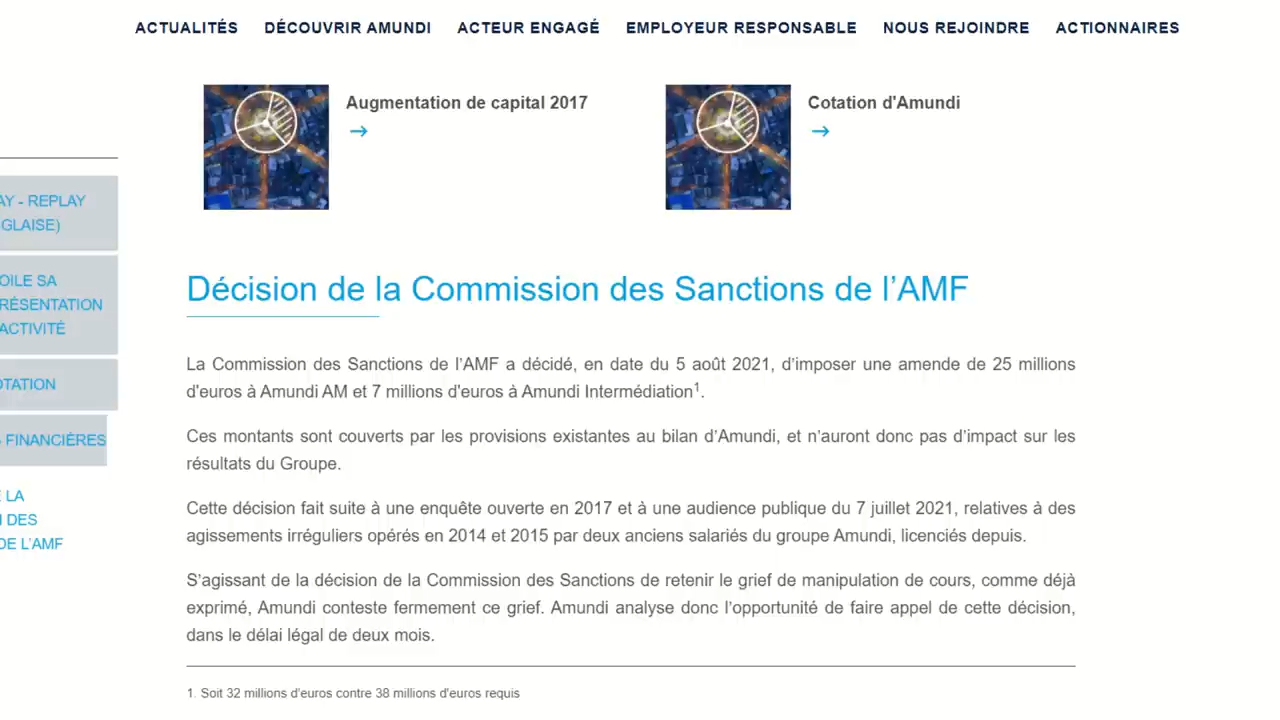 ACTUALITÉS DÉCOUVRIR AMUNDI ACTEUR ENGAGÉ EMPLOYEUR RESPONSABLE NOUS REJOINDRE ACTIONNAIRES
Augmentation de capital 2017
Cotation d'Amundi
AY - REPLAY
GLAISE)
OILE SA
RÉSENTATION
ACTIVITÉ
OTATION
FINANCIÈRES
E LA
N DES
DE L'AMF
Décision de la Commission des Sanctions de l’AMF
La Commission des Sanctions de l’AMF a décidé, en date du 5 août 2021, d’imposer une amende de 25 millions
d'euros à Amundi AM et 7 millions d'euros à Amundi Intermédiation1.
Ces montants sont couverts par les provisions existantes au bilan d’Amundi, et n’auront donc pas d’impact sur les
résultats du Groupe.
Cette décision fait suite à une enquête ouverte en 2017 et à une audience publique du 7 juillet 2021, relatives à des
agissements irréguliers opérés en 2014 et 2015 par deux anciens salariés du groupe Amundi, licenciés depuis.
S’agissant de la décision de la Commission des Sanctions de retenir le grief de manipulation de cours, comme déjà
exprimé, Amundi conteste fermement ce grief. Amundi analyse donc l’opportunité de faire appel de cette décision,
dans le délai légal de deux mois.
1. Soit 32 millions d'euros contre 38 millions d'euros requis